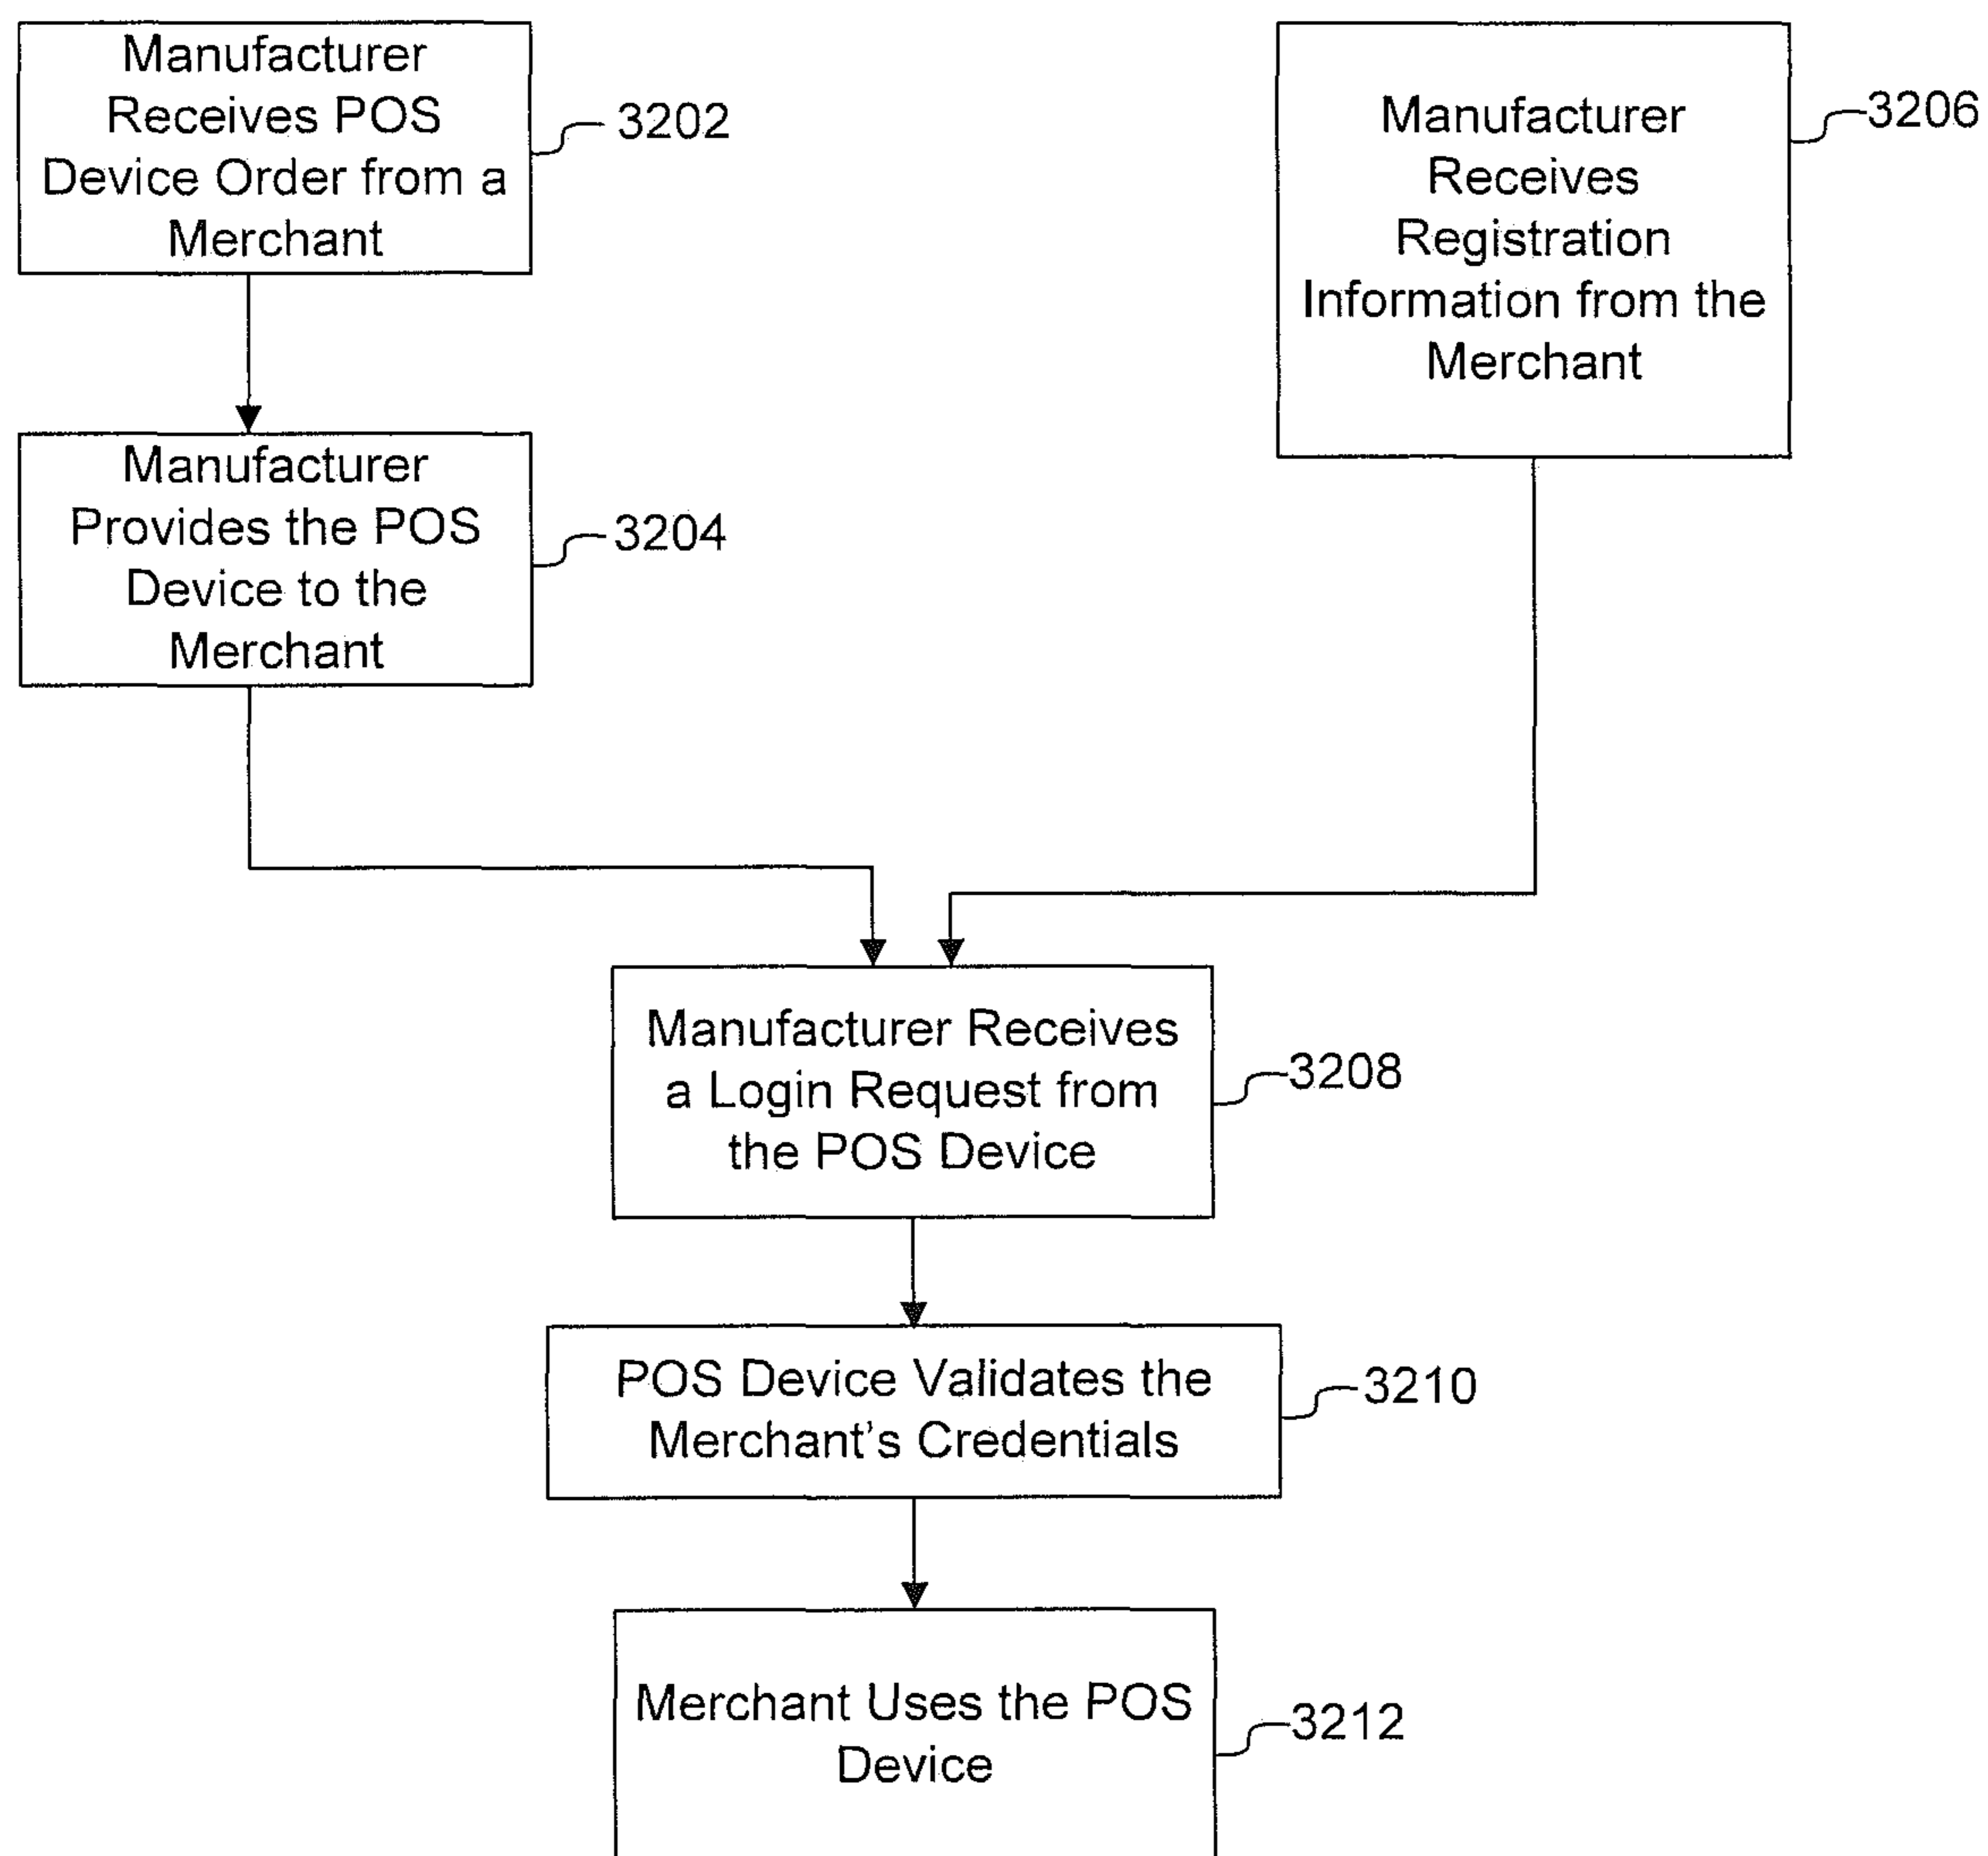 Manufacturer
Receives POS
Device Order from a
Merchant
3202
Manufacturer
Receives
Registration
Information from the
Merchant
3206
Manufacturer
Provides the POS
Device to the
Merchant
3204
Manufacturer Receives
a Login Request from
the POS Device
3208
POS Device Validates the
Merchant's Credentials
3210
Merchant Uses the POS
Device
3212